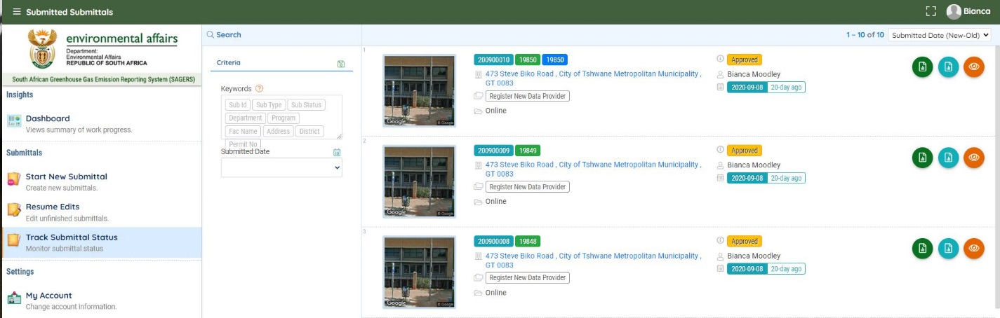 Submitted Submittals
Bianca
environmental affairs
Department:
Environmental Affairs
REPUBLIC OF SOUTH AFRICA
South African Greenhouse Gas Emission Reporting System (SAGERS)
Insights
Dashboard
Views summary of work progress.
Submittals
Start New Submittal
Create new submittals.
Resume Edits
Edit unfinished submittals.
Track Submittal Status
Monitor submittal status
Settings
My Account
Change account information.
Search
Criteria
Keywords
Sub Id Sub Type Sub Status
Department Program
Fac Name Address District
Permit No
Submitted Date
1 – 10 of 10 Submitted Date (New-Old)
1
Google
© Google
200900010 19850 19850
473 Steve Biko Road , City of Tshwane Metropolitan Municipality ,
GT 0083
Register New Data Provider
Online
Approved
Bianca Moodley
2020-09-08 20-day ago
2
Google
© Google
200900009 19849
473 Steve Biko Road , City of Tshwane Metropolitan Municipality ,
GT 0083
Register New Data Provider
Online
Approved
Bianca Moodley
2020-09-08 20-day ago
3
Google
© Google
200900008 19848
473 Steve Biko Road , City of Tshwane Metropolitan Municipality ,
GT 0083
Register New Data Provider
Online
Approved
Bianca Moodley
2020-09-08 20-day ago